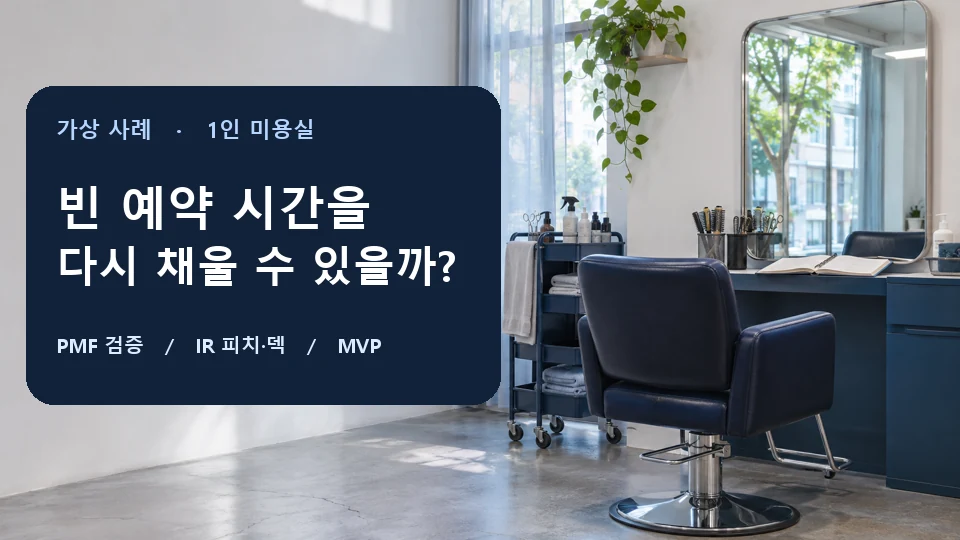 가상 사례 · 1인 미용실
빈 예약 시간을
다시 채울 수 있을까?
PMF 검증 / IR 피치·덱 / MVP